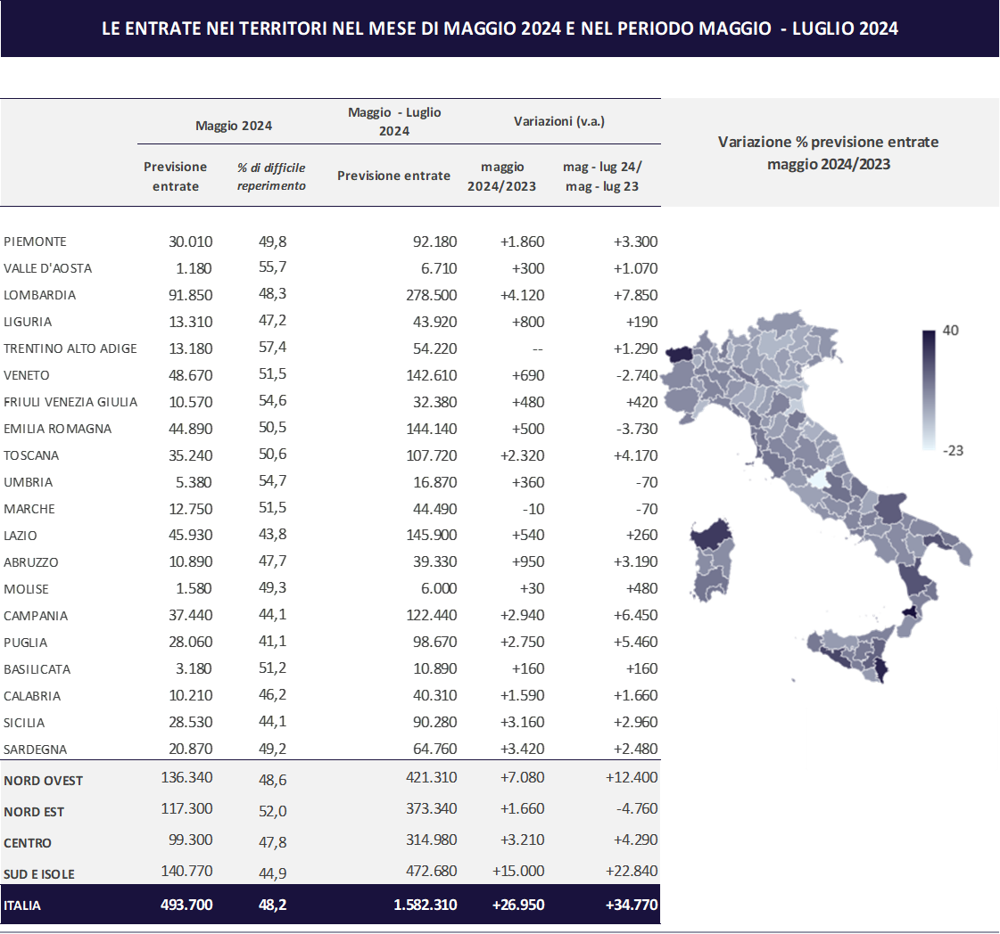 LE ENTRATE NEI TERRITORI NEL MESE DI MAGGIO 2024 E NEL PERIODO MAGGIO - LUGLIO 2024
Maggio 2024
Maggio - Luglio
2024
Variazioni (v.a.)
Variazione % previsione entrate
maggio 2024/2023
Previsione
entrate
% di difficile
reperimento
Previsione entrate
maggio
2024/2023
mag - lug 24/
mag - lug 23
PIEMONTE 30.010 49,8 92.180 +1.860 +3.300
VALLE D'AOSTA 1.180 55,7 6.710 +300 +1.070
LOMBARDIA 91.850 48,3 278.500 +4.120 +7.850
LIGURIA 13.310 47,2 43.920 +800 +190
TRENTINO ALTO ADIGE 13.180 57,4 54.220 -- +1.290
VENETO 48.670 51,5 142.610 +690 -2.740
FRIULI VENEZIA GIULIA 10.570 54,6 32.380 +480 +420
EMILIA ROMAGNA 44.890 50,5 144.140 +500 -3.730
TOSCANA 35.240 50,6 107.720 +2.320 +4.170
UMBRIA 5.380 54,7 16.870 +360 -70
MARCHE 12.750 51,5 44.490 -10 -70
LAZIO 45.930 43,8 145.900 +540 +260
ABRUZZO 10.890 47,7 39.330 +950 +3.190
MOLISE 1.580 49,3 6.000 +30 +480
CAMPANIA 37.440 44,1 122.440 +2.940 +6.450
PUGLIA 28.060 41,1 98.670 +2.750 +5.460
BASILICATA 3.180 51,2 10.890 +160 +160
CALABRIA 10.210 46,2 40.310 +1.590 +1.660
SICILIA 28.530 44,1 90.280 +3.160 +2.960
SARDEGNA 20.870 49,2 64.760 +3.420 +2.480
NORD OVEST 136.340 48,6 421.310 +7.080 +12.400
NORD EST 117.300 52,0 373.340 +1.660 -4.760
CENTRO 99.300 47,8 314.980 +3.210 +4.290
SUD E ISOLE 140.770 44,9 472.680 +15.000 +22.840
ITALIA 493.700 48,2 1.582.310 +26.950 +34.770
40
-23